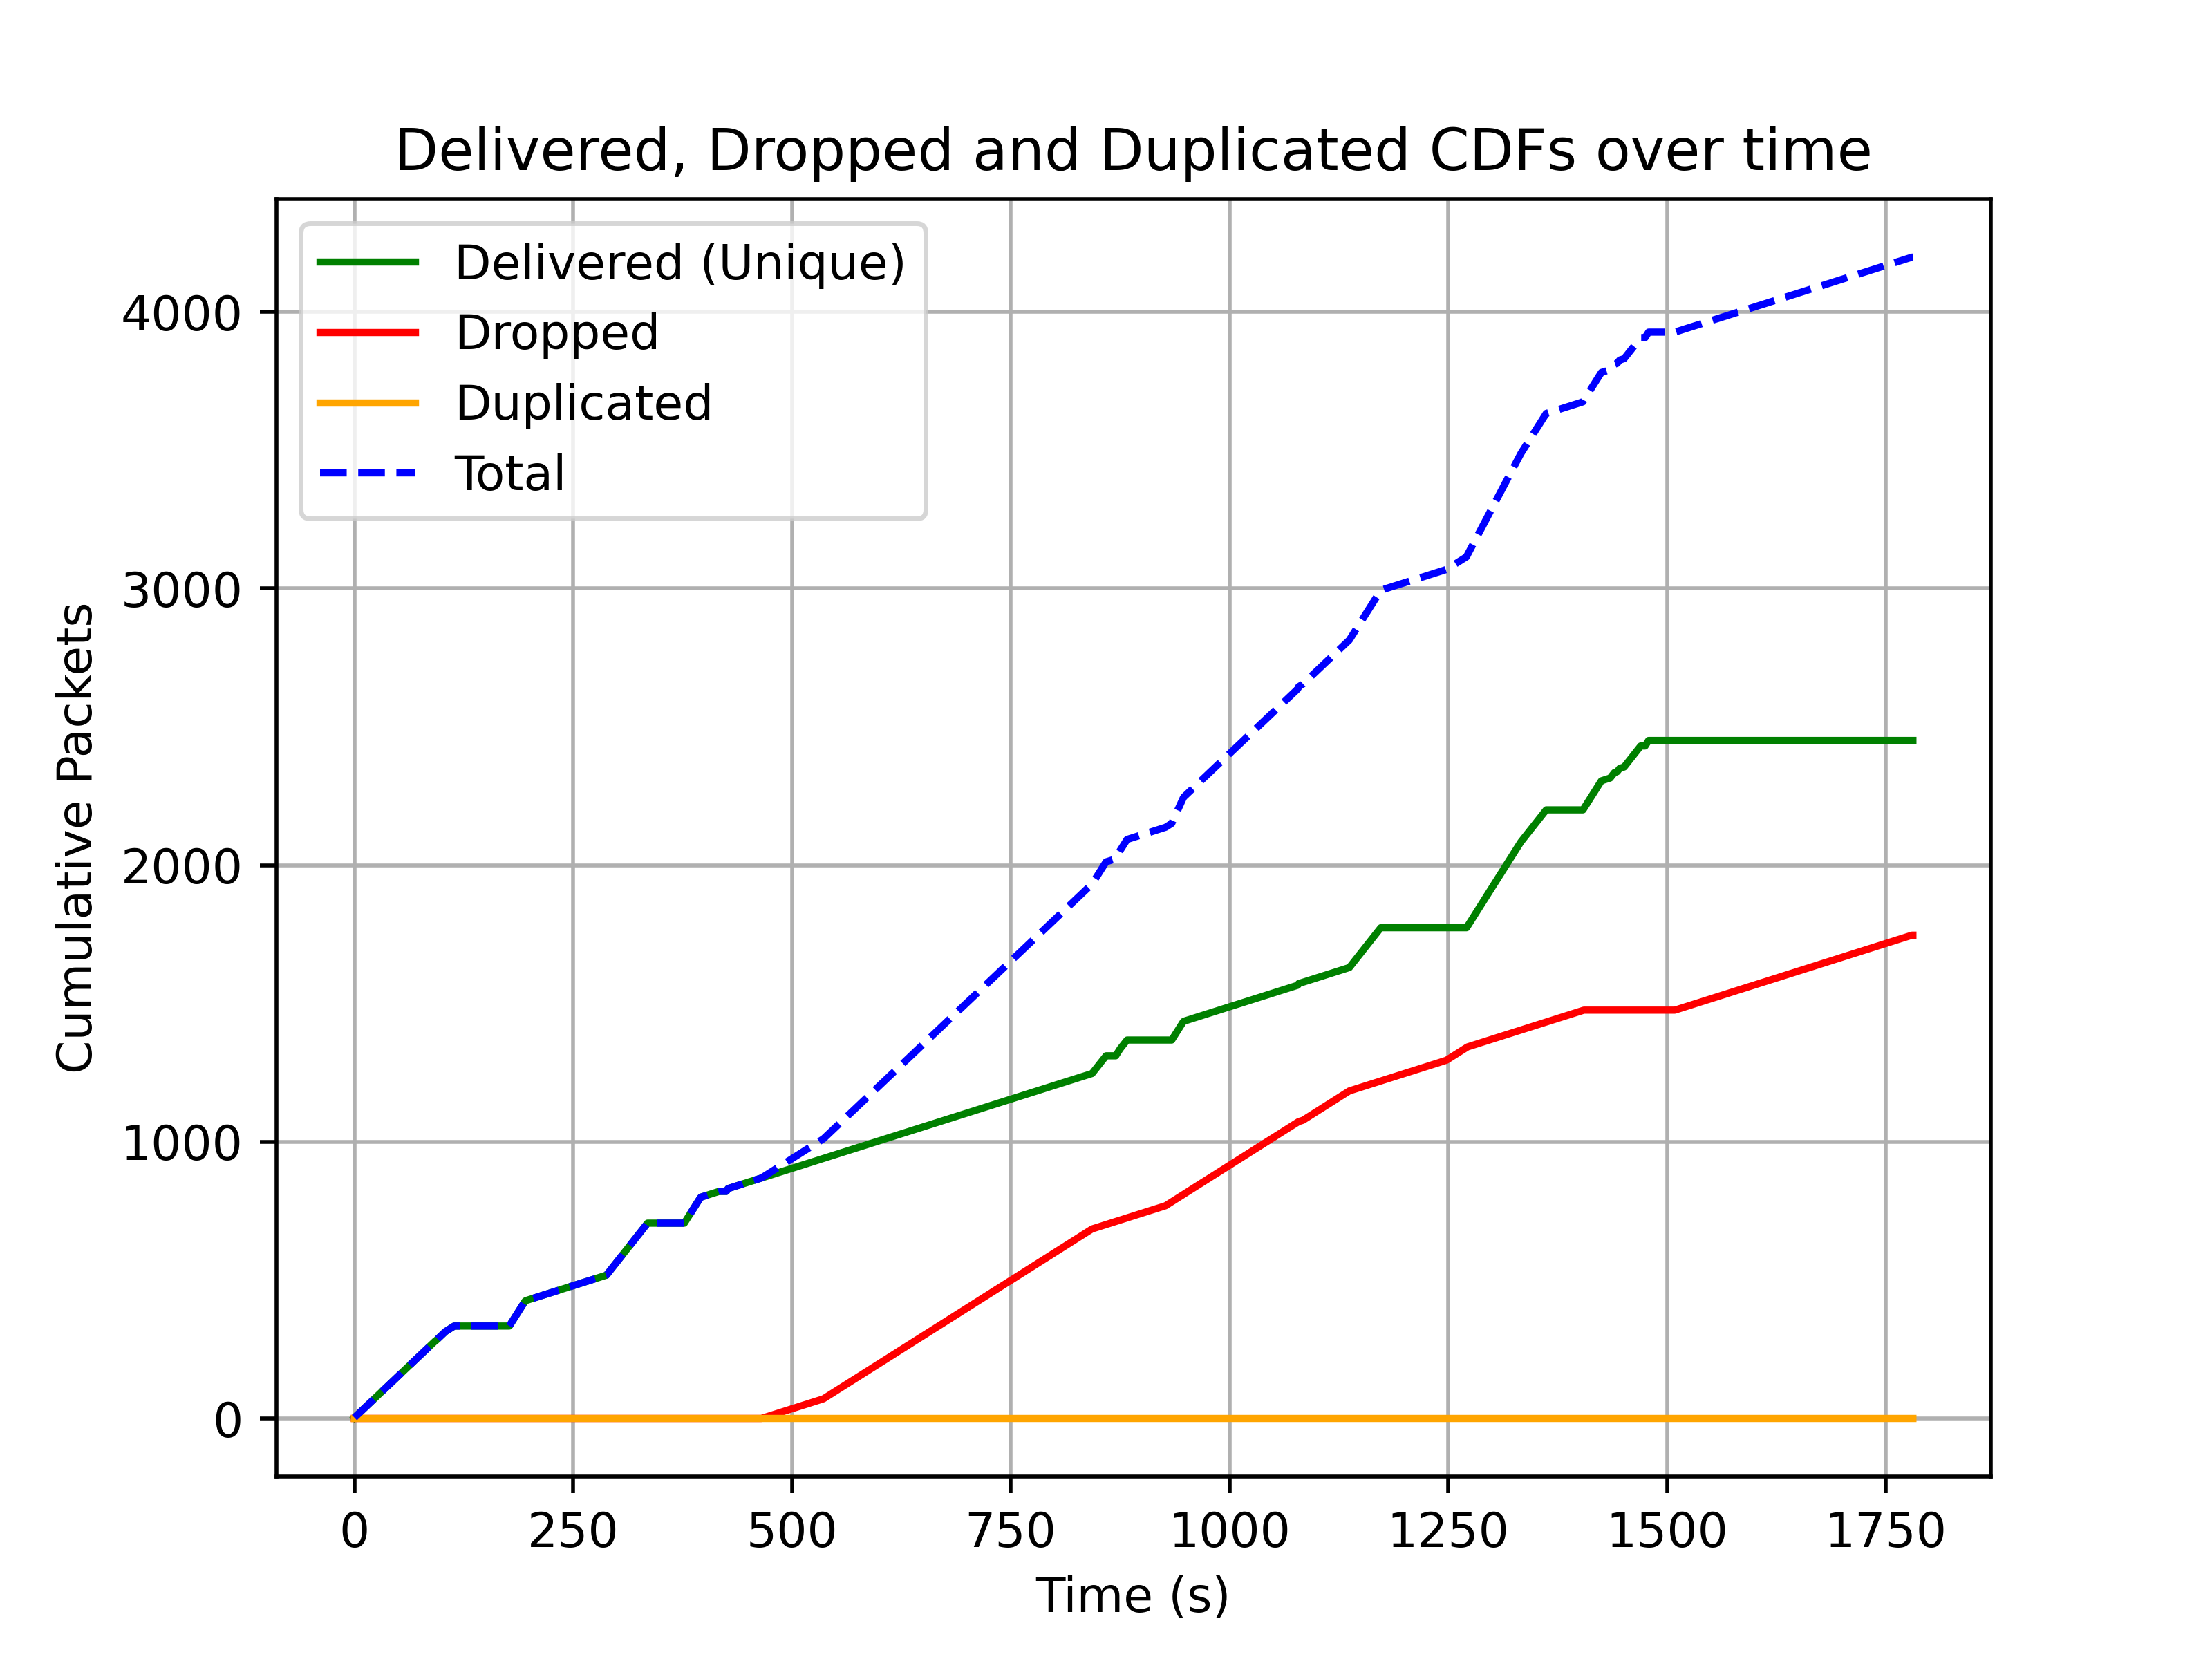 Delivered, Dropped and Duplicated CDFs over time
Delivered (Unique)
Dropped
Duplicated
Total
Cumulative Packets
4000
3000
2000
1000
0
0 250 500 750 1000 1250 1500 1750
Time (s)